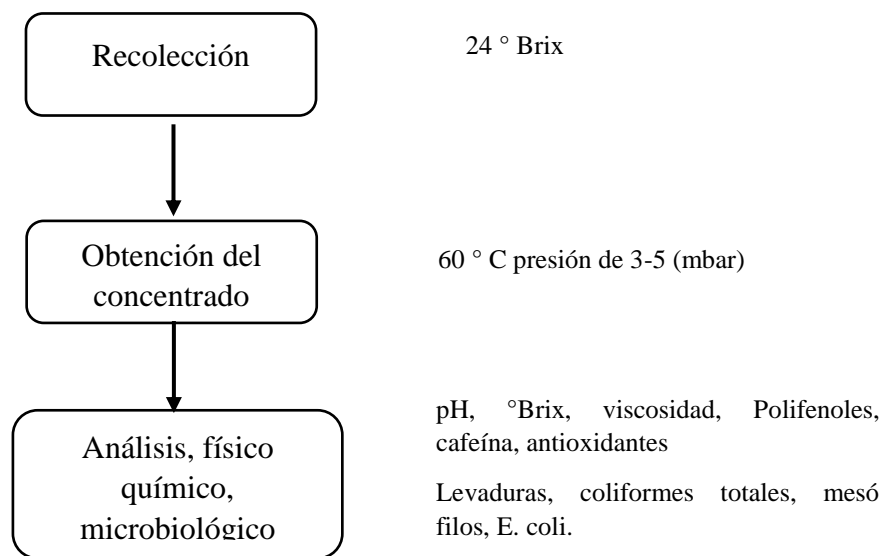 Recolección
24 ° Brix
Obtención del
concentrado
60 ° C presión de 3-5 (mbar)
Análisis, físico
químico,
microbiológico
pH, °Brix, viscosidad, Polifenoles,
cafeína, antioxidantes
Levaduras, coliformes totales, mesó
filos, E. coli.